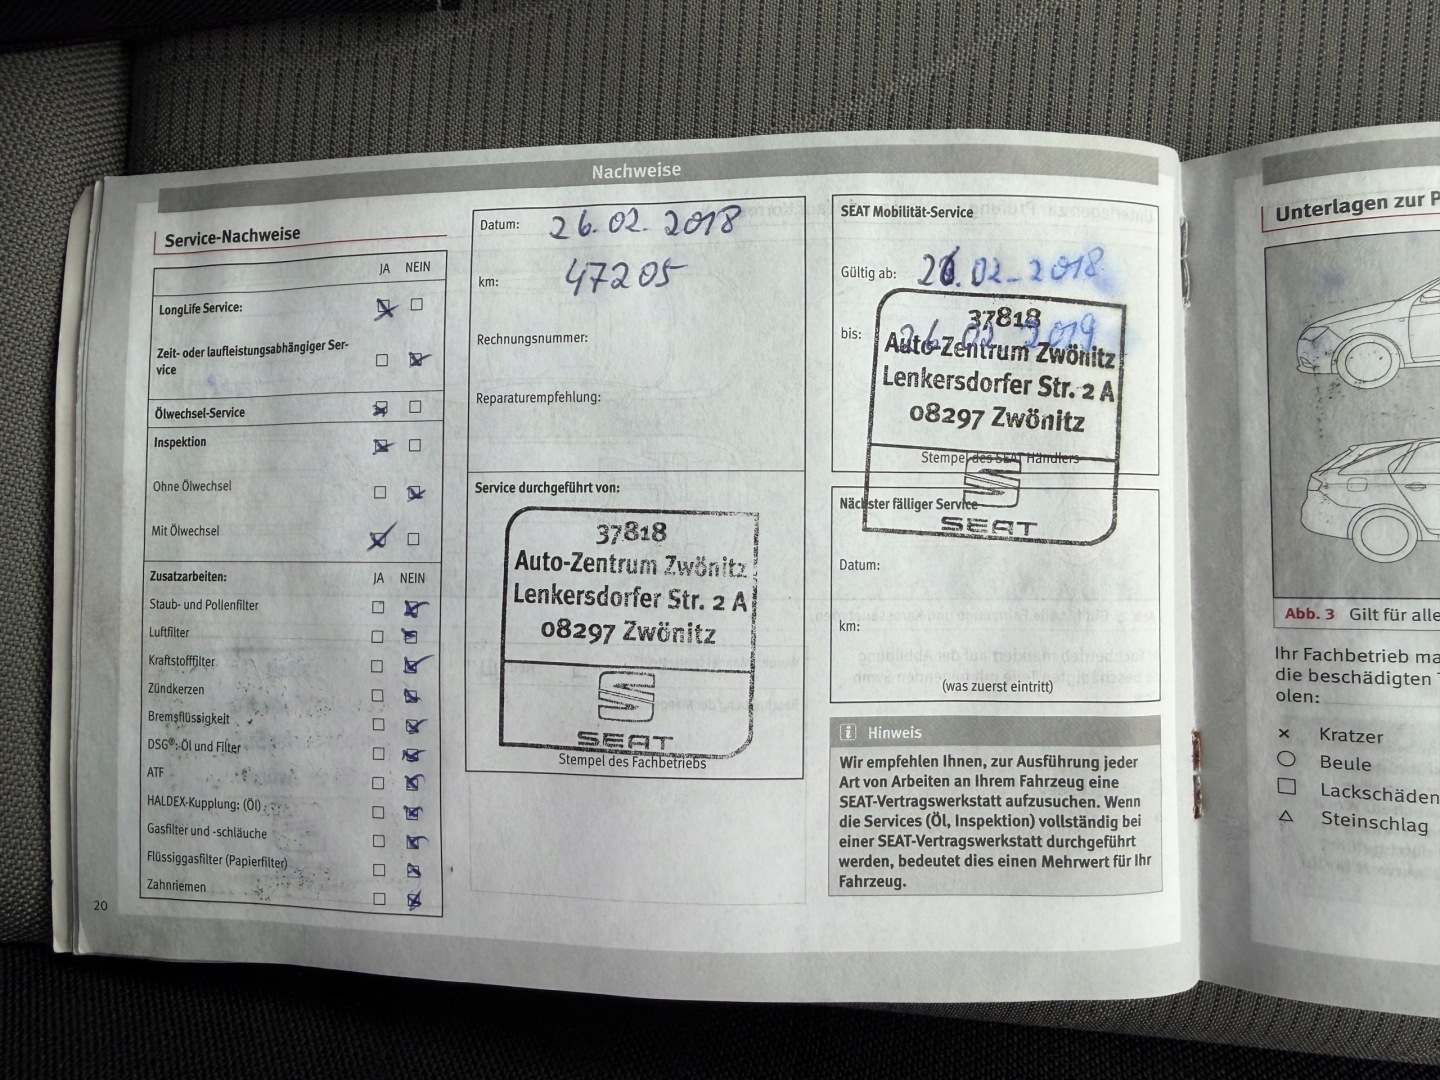 Nachweise
Service-Nachweise
JA NEIN
LongLife Service:
Zeit- oder laufleistungsabhängiger Ser-
vice
Ölwechsel-Service
Inspektion
Ohne Ölwechsel
Mit Ölwechsel
Zusatzarbeiten: JA NEIN
Staub- und Pollenfilter
Luftfilter
Kraftstofffilter
Zündkerzen
Bremsflüssigkeit
DSG®: Öl und Filter
ATF
HALDEX-Kupplung: (Öl)
Gasfilter und -schläuche
Flüssiggasfilter (Papierfilter)
Zahnriemen
20
Datum: 26.02.2018
km: 47205
Rechnungsnummer:
Reparaturempfehlung:
Service durchgeführt von:
37818
Auto-Zentrum Zwönitz
Lenkersdorfer Str. 2 A
08297 Zwönitz
SEAT
Stempel des Fachbetriebs
SEAT Mobilität-Service
Gültig ab: 26.02-2018
bis: 26.02 2019
37818
Auto-Zentrum Zwönitz
Lenkersdorfer Str. 2 A
08297 Zwönitz
Stempel des SEAT Händlers
SEAT
Nächster fälliger Service
Datum:
km:
(was zuerst eintritt)
i Hinweis
Wir empfehlen Ihnen, zur Ausführung jeder
Art von Arbeiten an Ihrem Fahrzeug eine
SEAT-Vertragswerkstatt aufzusuchen. Wenn
die Services (Öl, Inspektion) vollständig bei
einer SEAT-Vertragswerkstatt durchgeführt
werden, bedeutet dies einen Mehrwert für Ihr
Fahrzeug.
Unterlagen zur P
Abb. 3 Gilt für alle
Ihr Fachbetrieb ma
die beschädigten T
olen:
Kratzer
Beule
Lackschäden
Steinschlag